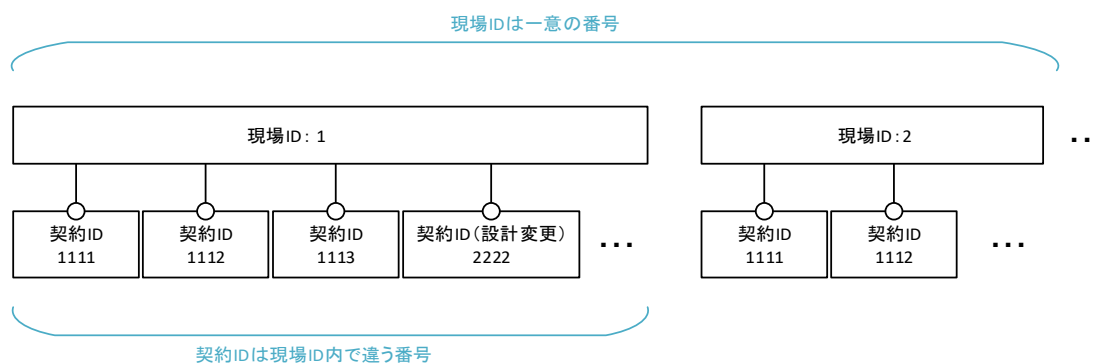 現場IDは一意の番号
現場ID: 1
現場ID:2
..
契約ID
1111
契約ID
1112
契約ID
1113
契約ID(設計変更)
2222
...
契約ID
1111
契約ID
1112
...
契約IDは現場ID内で違う番号